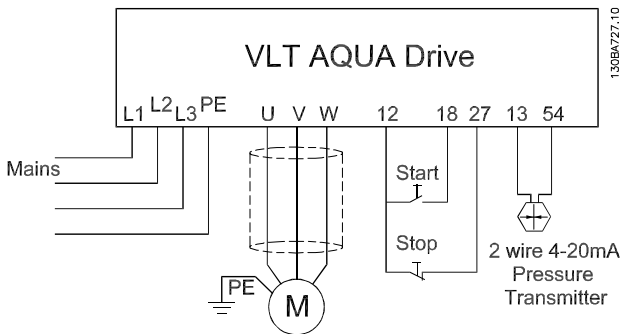 130BA727.10
VLT AQUA Drive
L1 L2 L3 PE U V W 12 18 27 13 54
Mains
Start
Stop
PE
M
2 wire 4-20mA
Pressure
Transmitter